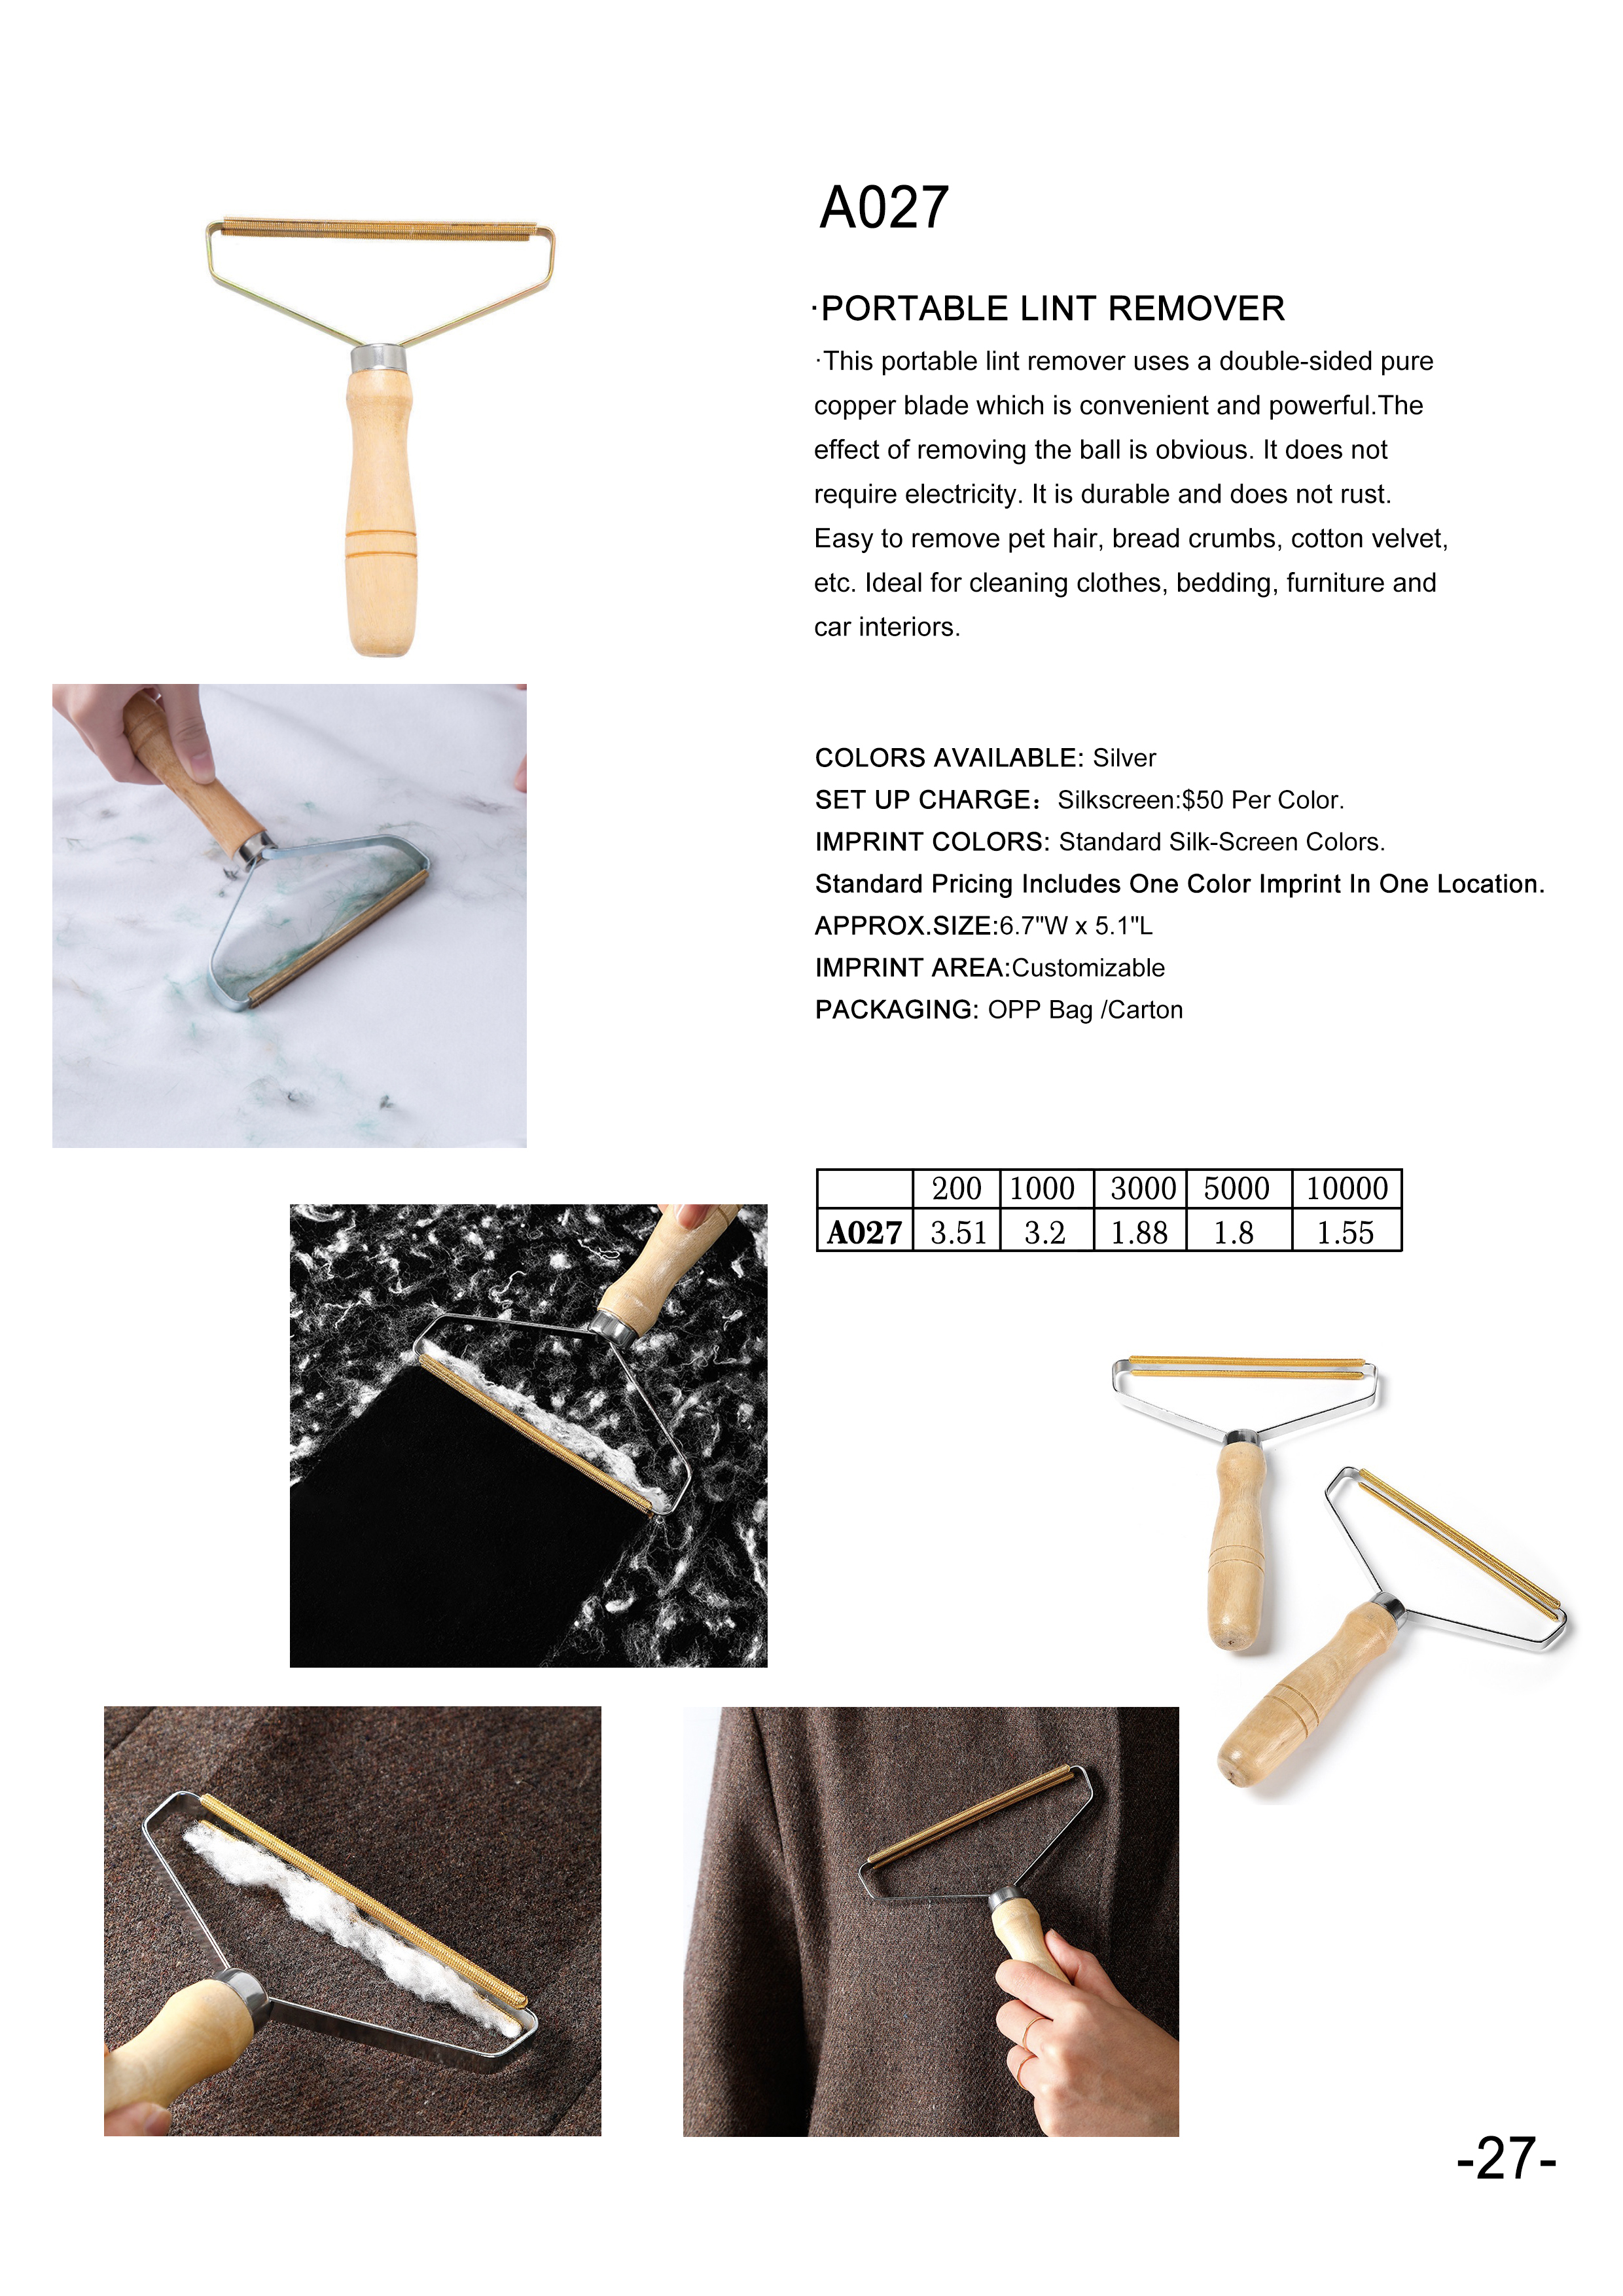 A027
·PORTABLE LINT REMOVER
·This portable lint remover uses a double-sided pure
copper blade which is convenient and powerful.The
effect of removing the ball is obvious. It does not
require electricity. It is durable and does not rust.
Easy to remove pet hair, bread crumbs, cotton velvet,
etc. Ideal for cleaning clothes, bedding, furniture and
car interiors.
COLORS AVAILABLE: Silver
SET UP CHARGE：Silkscreen:$50 Per Color.
IMPRINT COLORS: Standard Silk-Screen Colors.
Standard Pricing Includes One Color Imprint In One Location.
APPROX.SIZE:6.7"W x 5.1"L
IMPRINT AREA:Customizable
PACKAGING: OPP Bag /Carton
200 1000 3000 5000 10000
A027 3.51 3.2 1.88 1.8 1.55
-27-